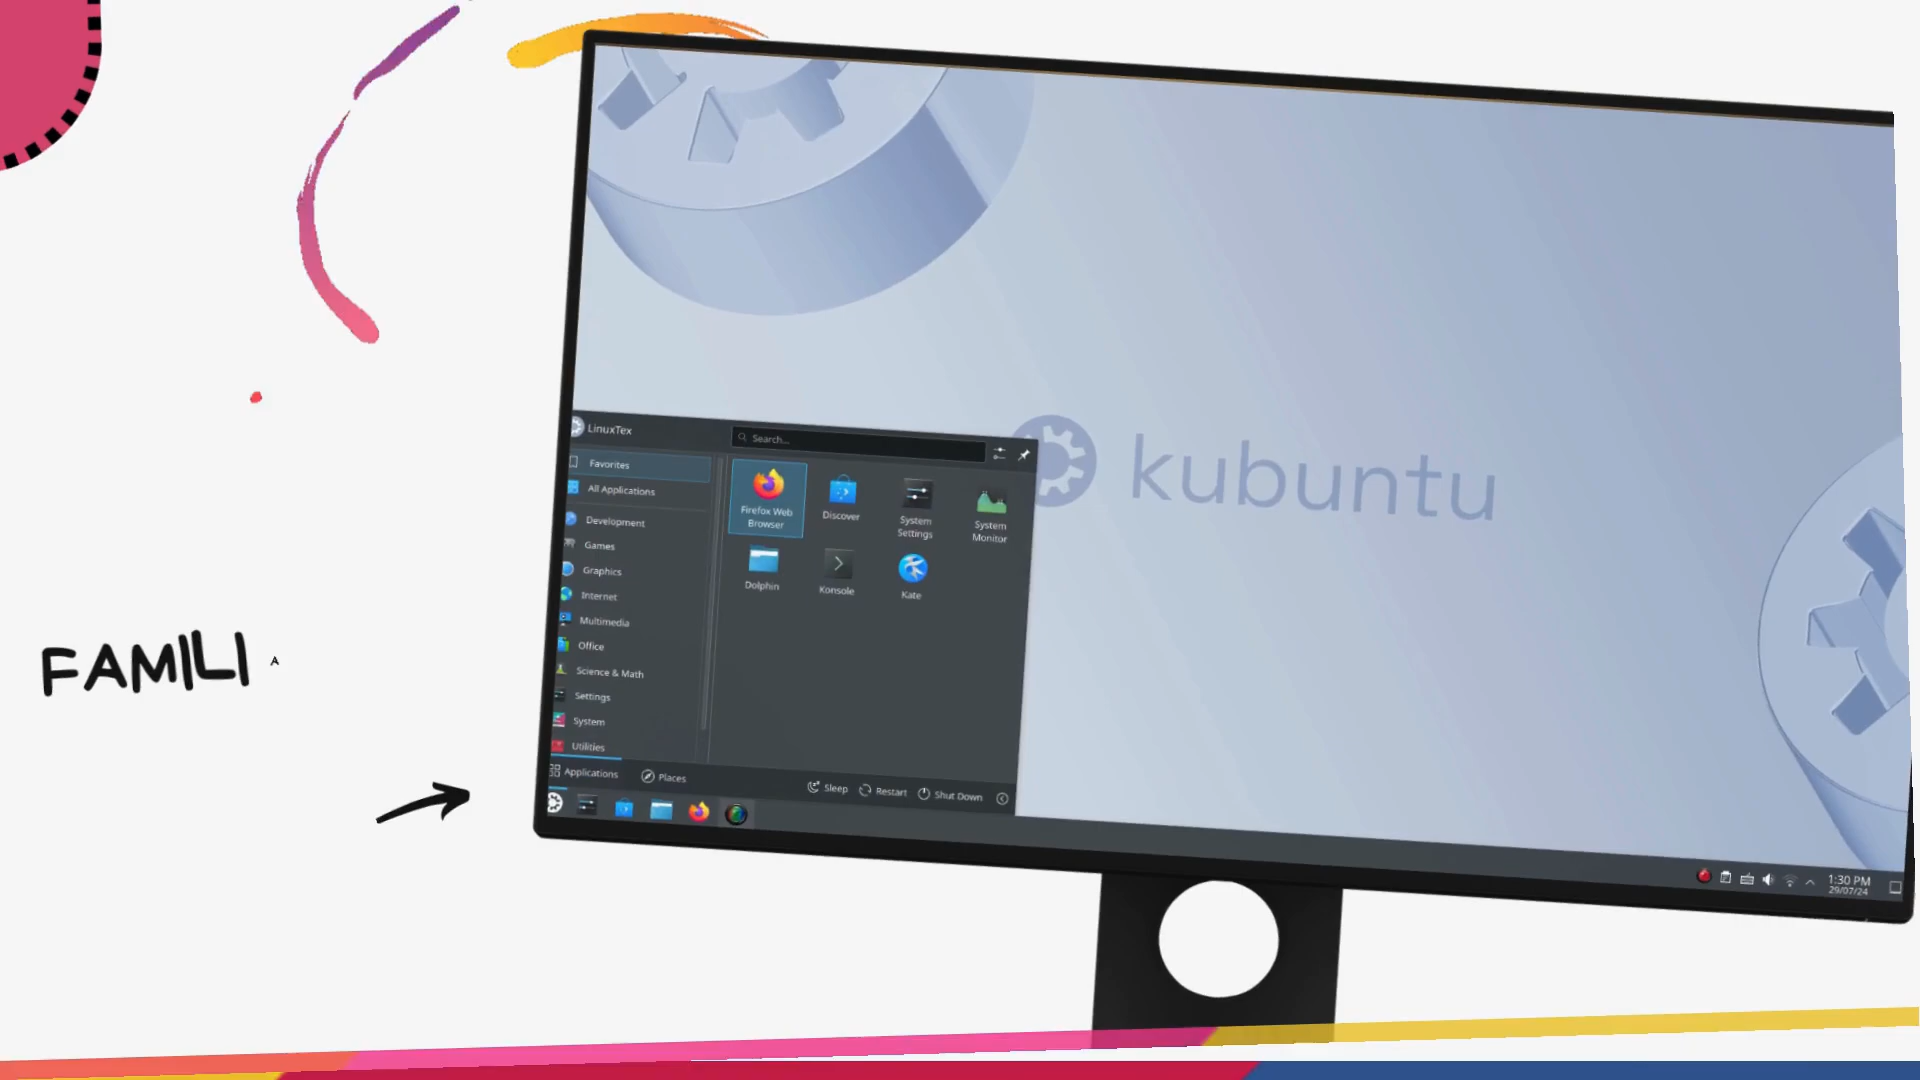 kubuntu
LinuxTex
Search...
Favorites
All Applications
Development
Games
Graphics
Internet
Multimedia
Office
Science & Math
Settings
System
Utilities
Firefox Web
Browser
Discover
System
Settings
System
Monitor
Dolphin
Konsole
Kate
Applications
Places
Sleep
Restart
Shut Down
1:30 PM
29/07/24
FAMILI A